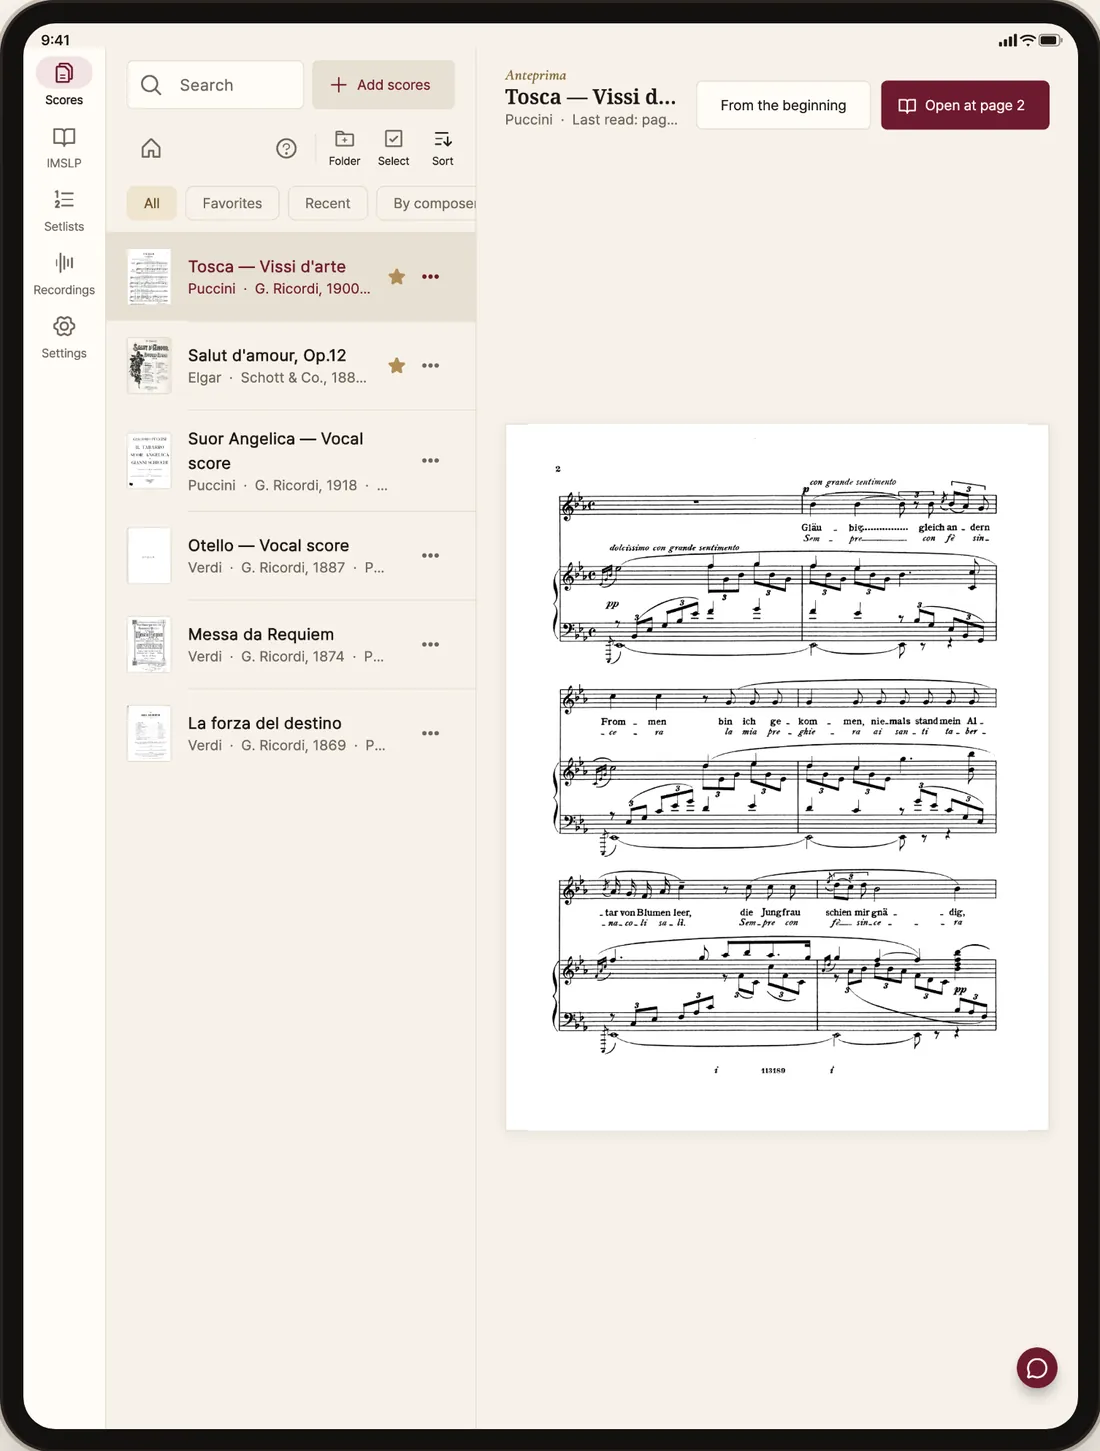 9:41
Scores
IMSLP
Setlists
Recordings
Settings
Search
Add scores
Folder
Select
Sort
All
Favorites
Recent
By composer
Tosca — Vissi d'arte
Puccini · G. Ricordi, 1900...
Salut d'amour, Op.12
Elgar · Schott & Co., 188...
Suor Angelica — Vocal
score
Puccini · G. Ricordi, 1918 · ...
Otello — Vocal score
Verdi · G. Ricordi, 1887 · P...
Messa da Requiem
Verdi · G. Ricordi, 1874 · P...
La forza del destino
Verdi · G. Ricordi, 1869 · P...
Anteprima
Tosca — Vissi d...
Puccini · Last read: pag...
From the beginning
Open at page 2
2
con grande sentimento
p
3 3
Gläu - big gleich an - dern
Sem - pre con fè sin-
dolcissimo con grande sentimento
pp
From - men bin ich ge - kom - men, nie-mals stand mein Al -
- ce - ra la mia pre - ghie - ra ai san - ti ta - ber -
- tar von Blumen leer, die Jungfrau schien mir gnä - - dig,
- na - co - li sa - lì. Sem - pre con fè sin - ce - - ra
pp
i 113189 i